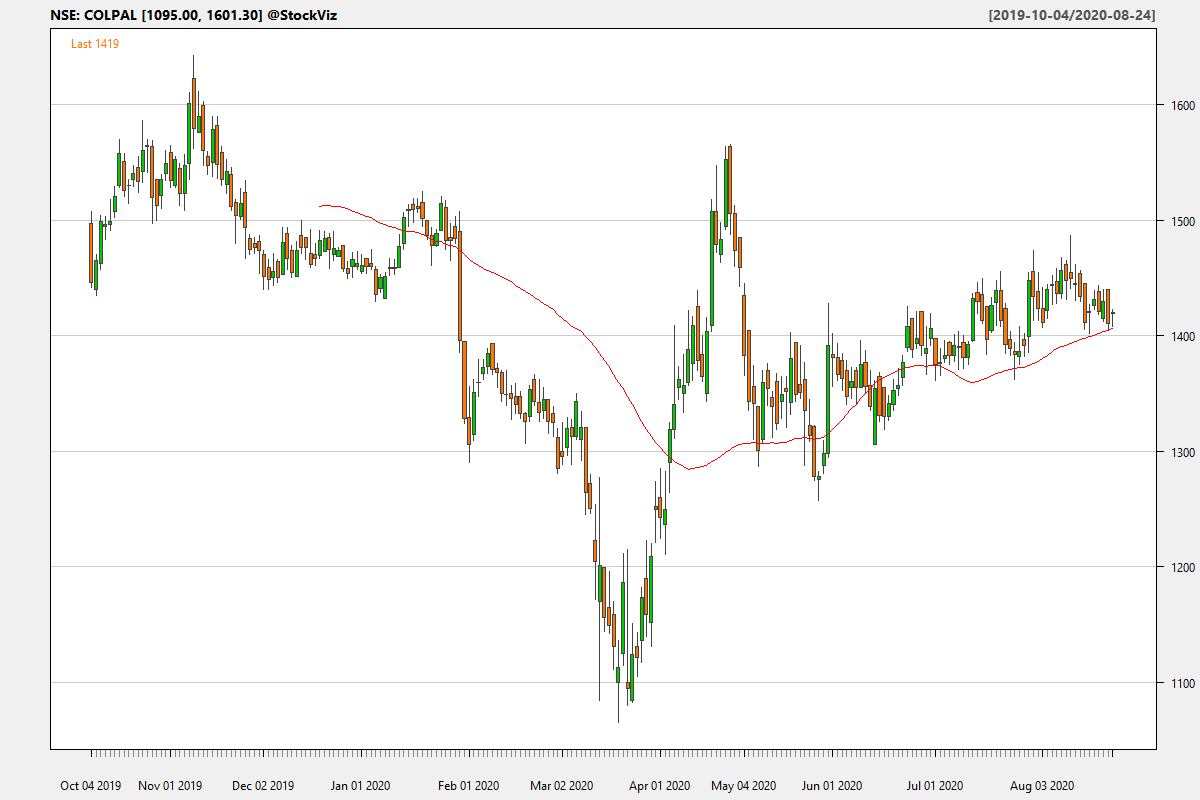 NSE: COLPAL [1095.00, 1601.30] @StockViz
[2019-10-04/2020-08-24]
Last 1419
1600
1500
1400
1300
1200
1100
Oct 04 2019
Nov 01 2019
Dec 02 2019
Jan 01 2020
Feb 01 2020
Mar 02 2020
Apr 01 2020
May 04 2020
Jun 01 2020
Jul 01 2020
Aug 03 2020